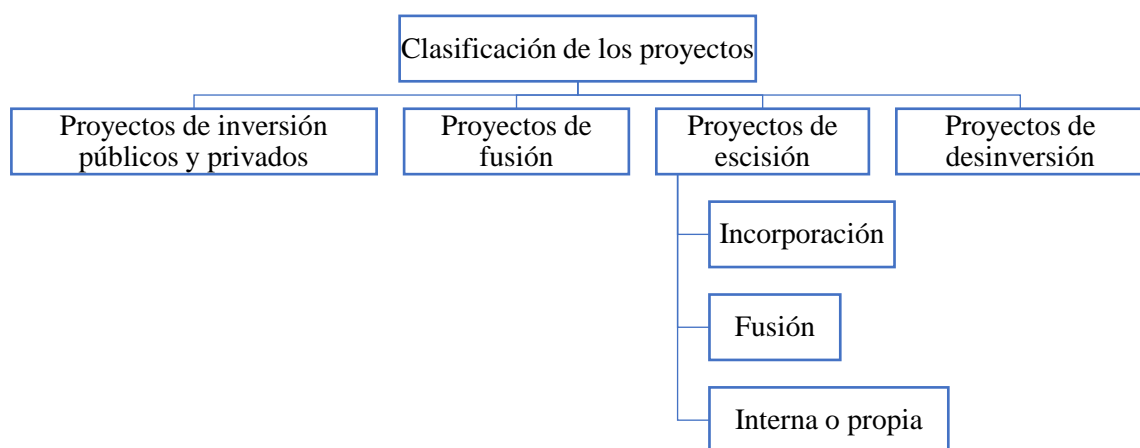 Clasificación de los proyectos
Proyectos de inversión
públicos y privados
Proyectos de
fusión
Proyectos de
escisión
Proyectos de
desinversión
Incorporación
Fusión
Interna o propia